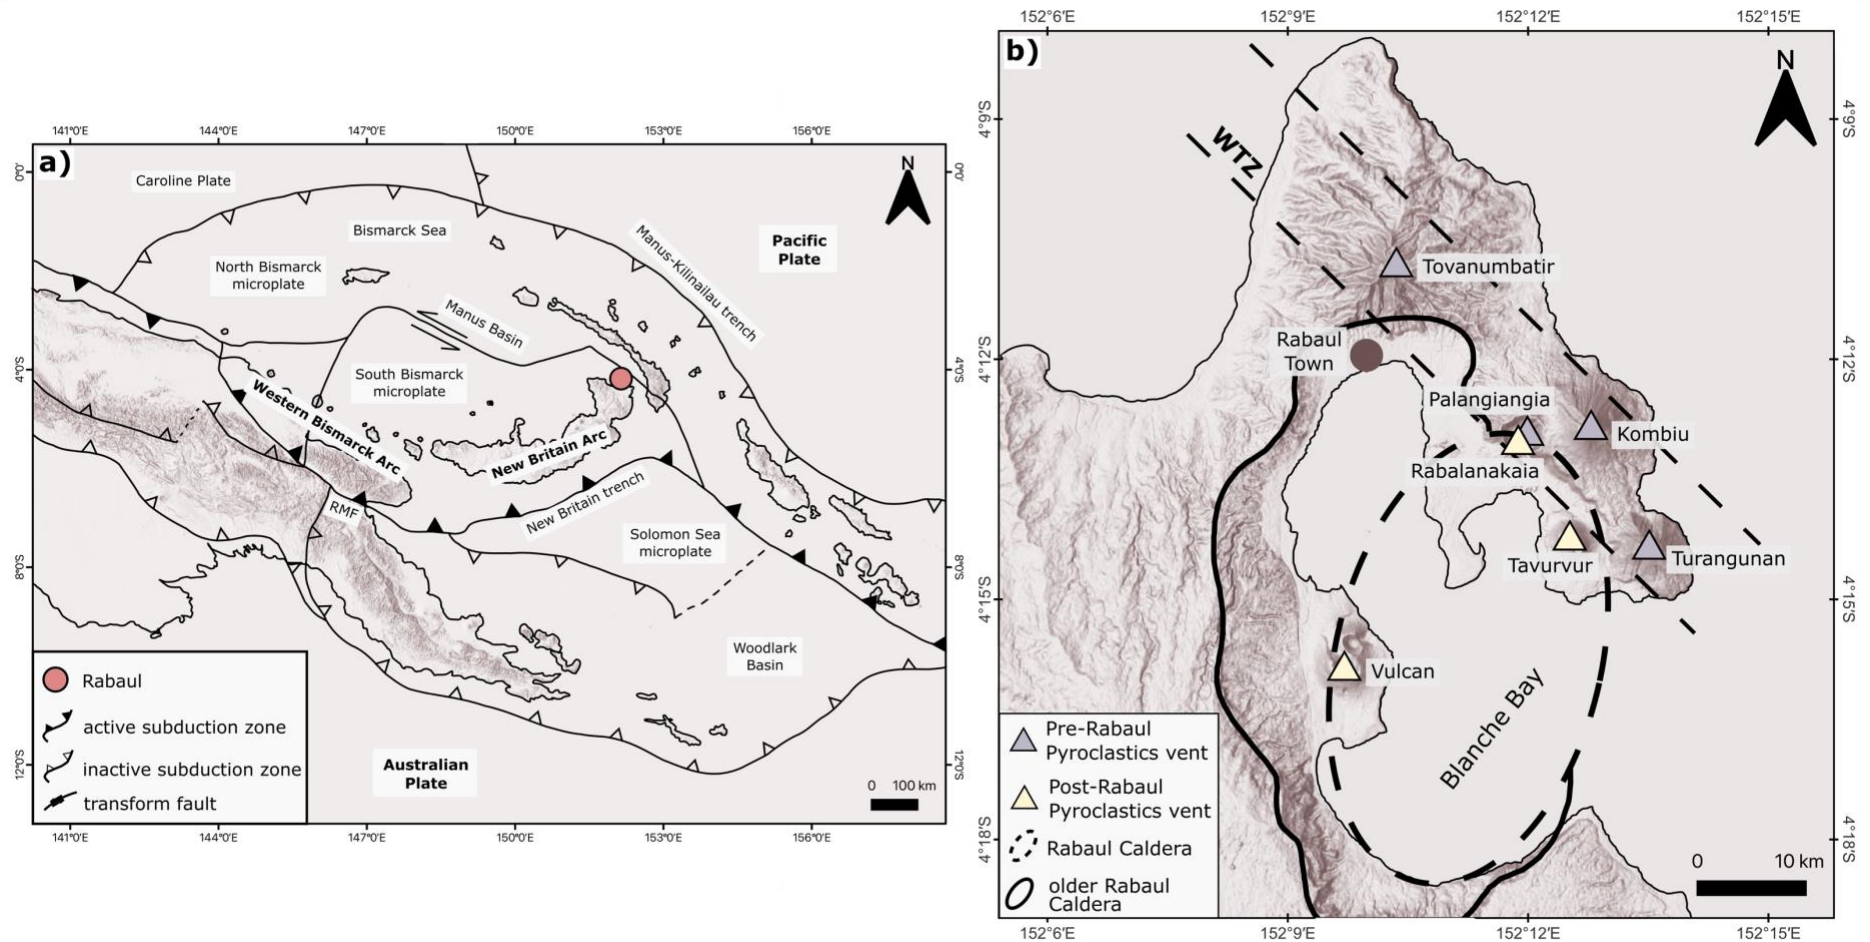 141°0′E 144°0′E 147°0′E 150°0′E 153°0′E 156°0′E
a)
N
0°0′
0°0′
4°0′S
4°0′S
8°0′S
8°0′S
12°0′S
12°0′S
Caroline Plate
Bismarck Sea
Pacific
Plate
North Bismarck
microplate
Manus-Kilinailau trench
Manus Basin
South Bismarck
microplate
Western Bismarck Arc
New Britain Arc
New Britain trench
RMF
Solomon Sea
microplate
Woodlark
Basin
Australian
Plate
Rabaul
active subduction zone
inactive subduction zone
transform fault
0 100 km
141°0′E 144°0′E 147°0′E 150°0′E 153°0′E 156°0′E
152°6′E 152°9′E 152°12′E 152°15′E
b)
N
4°9′S
4°9′S
4°12′S
4°12′S
4°15′S
4°15′S
4°18′S
4°18′S
WTZ
Tovanumbatir
Rabaul
Town
Palangiangia
Kombiu
Rabalanakaia
Tavurvur
Turangunan
Vulcan
Blanche Bay
Pre-Rabaul
Pyroclastics vent
Post-Rabaul
Pyroclastics vent
Rabaul Caldera
older Rabaul
Caldera
0 10 km
152°6′E 152°9′E 152°12′E 152°15′E